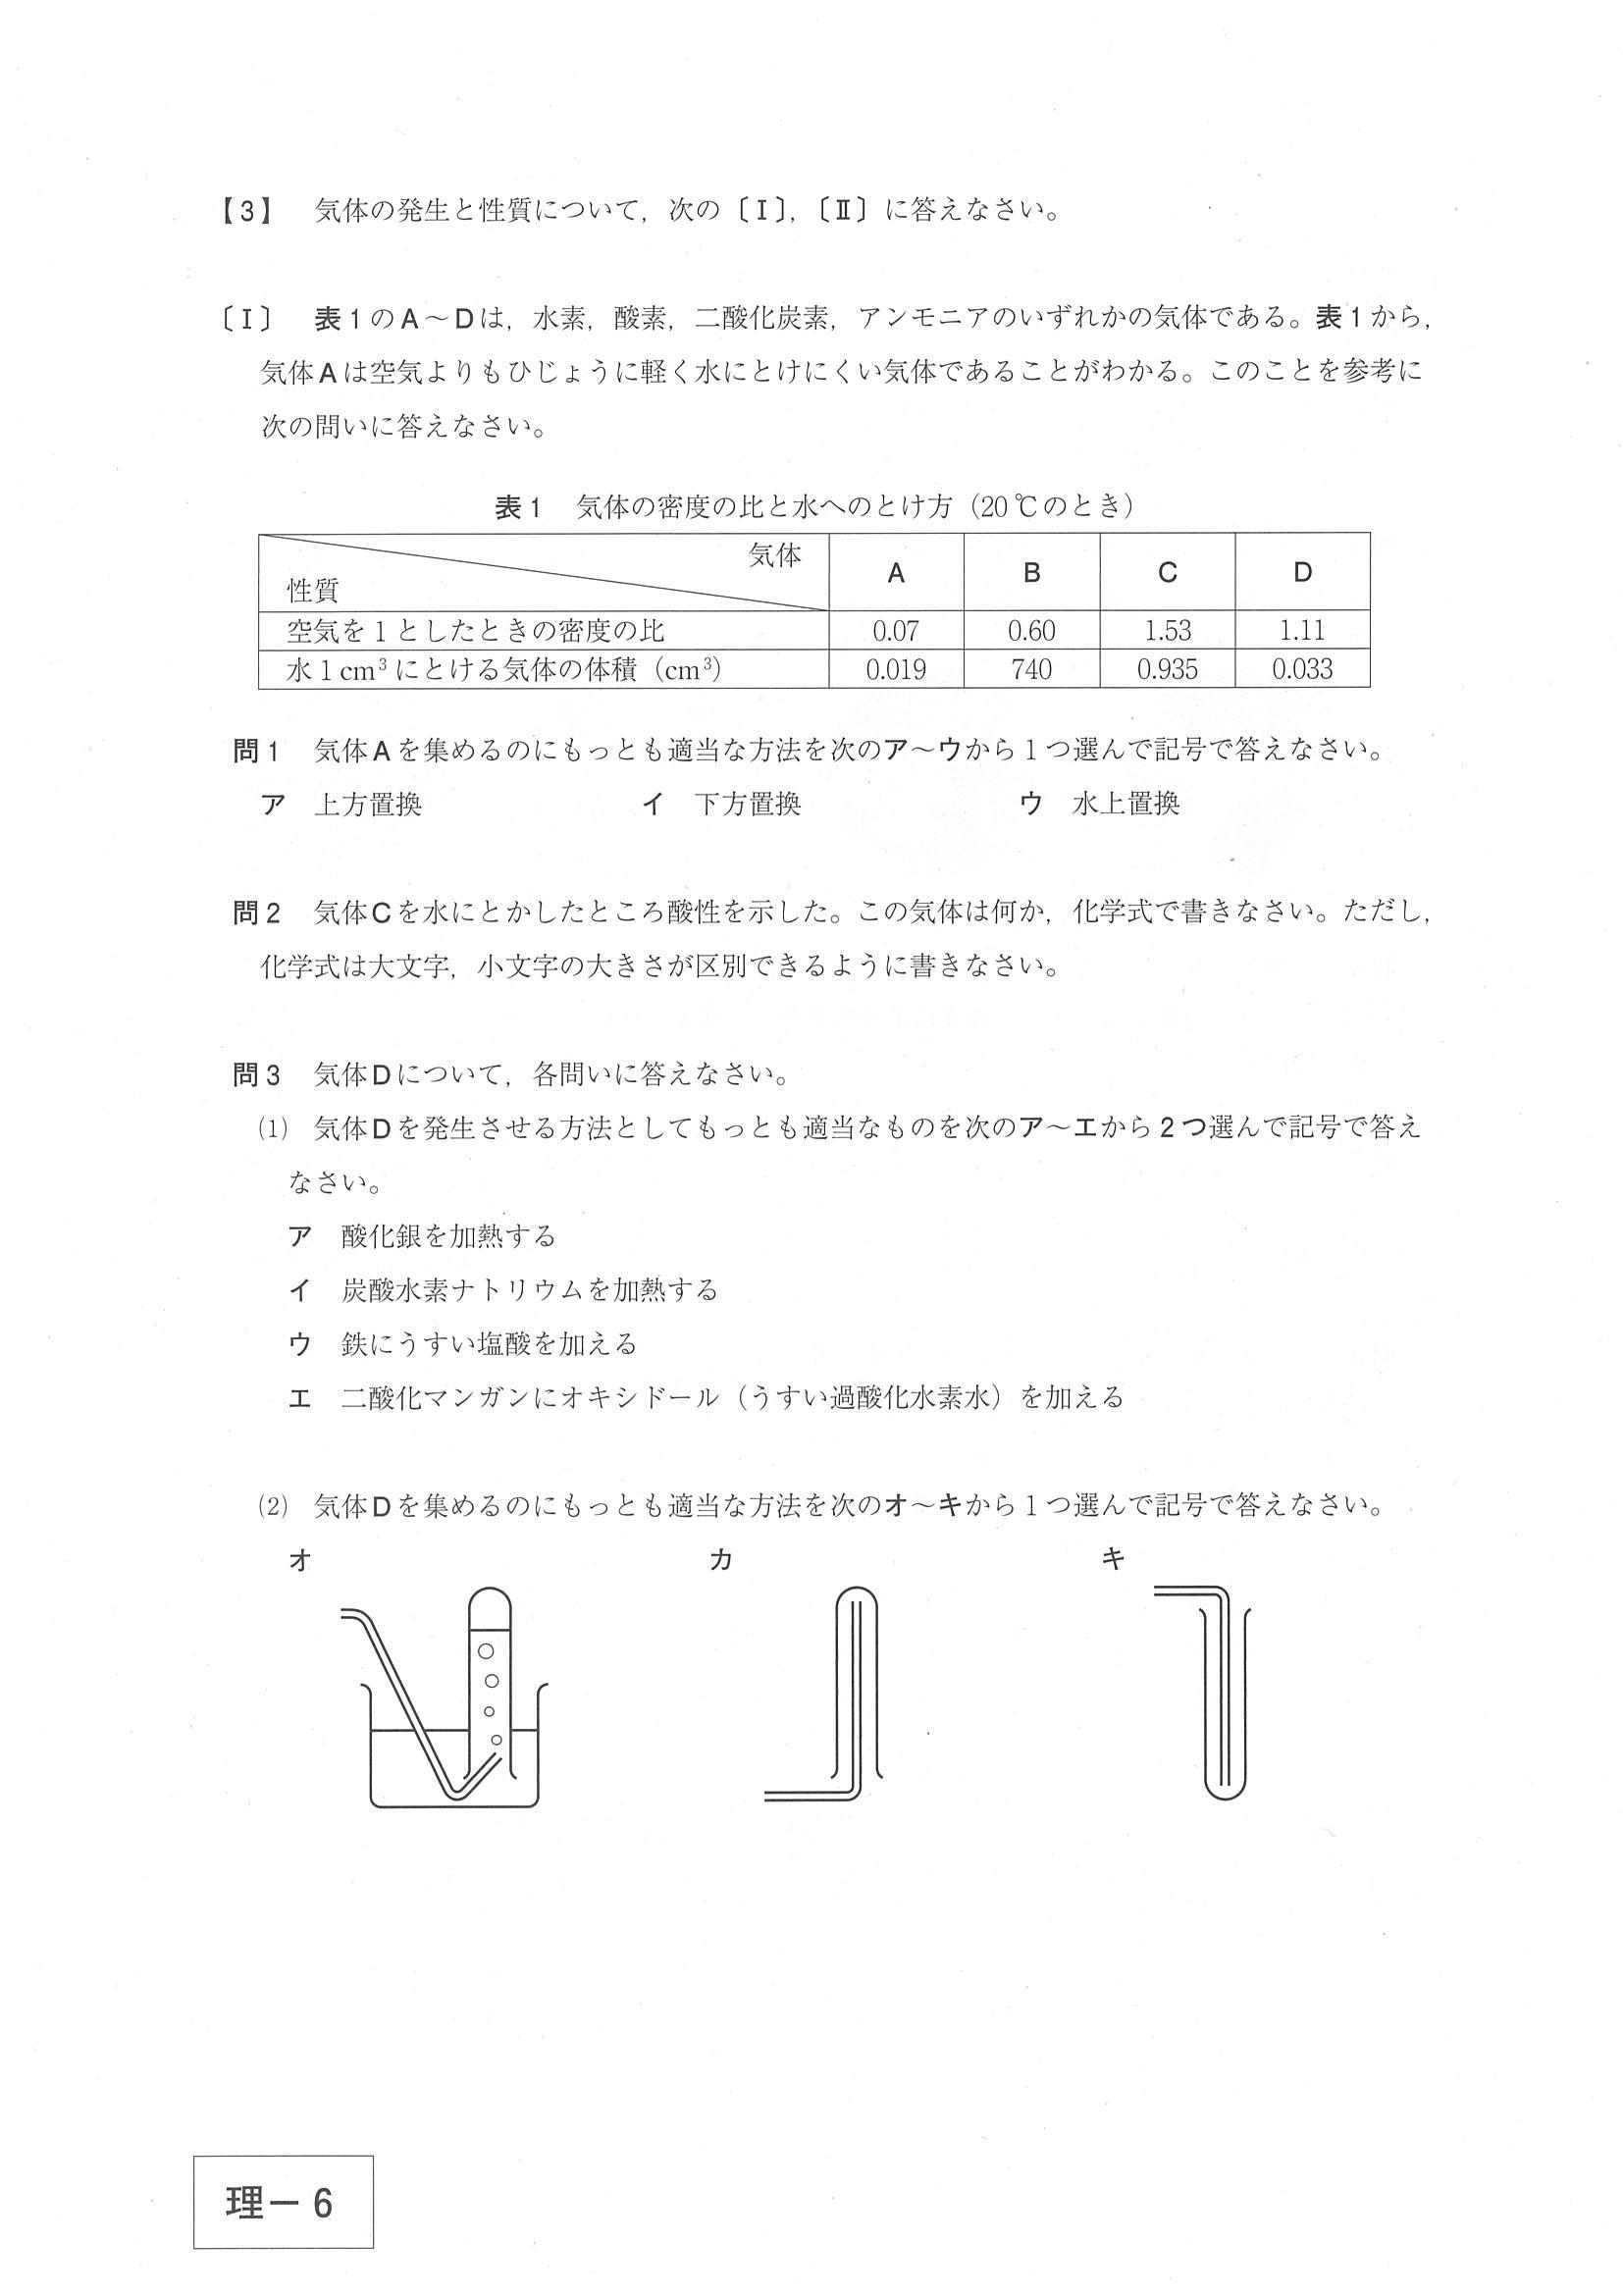 【3】　気体の発生と性質について，次の〔Ⅰ〕，〔Ⅱ〕に答えなさい。
〔Ⅰ〕　表1のA～Dは，水素，酸素，二酸化炭素，アンモニアのいずれかの気体である。表1から，
気体Aは空気よりもひじょうに軽く水にとけにくい気体であることがわかる。このことを参考に
次の問いに答えなさい。
表1　気体の密度の比と水へのとけ方（20℃のとき）
気体　A　B　C　D
性質
空気を1としたときの密度の比　0.07　0.60　1.53　1.11
水1cm³にとける気体の体積（cm³）　0.019　740　0.935　0.033
問1　気体Aを集めるのにもっとも適当な方法を次のア～ウから1つ選んで記号で答えなさい。
ア　上方置換　イ　下方置換　ウ　水上置換
問2　気体Cを水にとかしたところ酸性を示した。この気体は何か，化学式で書きなさい。ただし，
化学式は大文字，小文字の大きさが区別できるように書きなさい。
問3　気体Dについて，各問いに答えなさい。
⑴　気体Dを発生させる方法としてもっとも適当なものを次のア～エから2つ選んで記号で答え
なさい。
ア　酸化銀を加熱する
イ　炭酸水素ナトリウムを加熱する
ウ　鉄にうすい塩酸を加える
エ　二酸化マンガンにオキシドール（うすい過酸化水素水）を加える
⑵　気体Dを集めるのにもっとも適当な方法を次のオ～キから1つ選んで記号で答えなさい。
オ　カ　キ
理－6